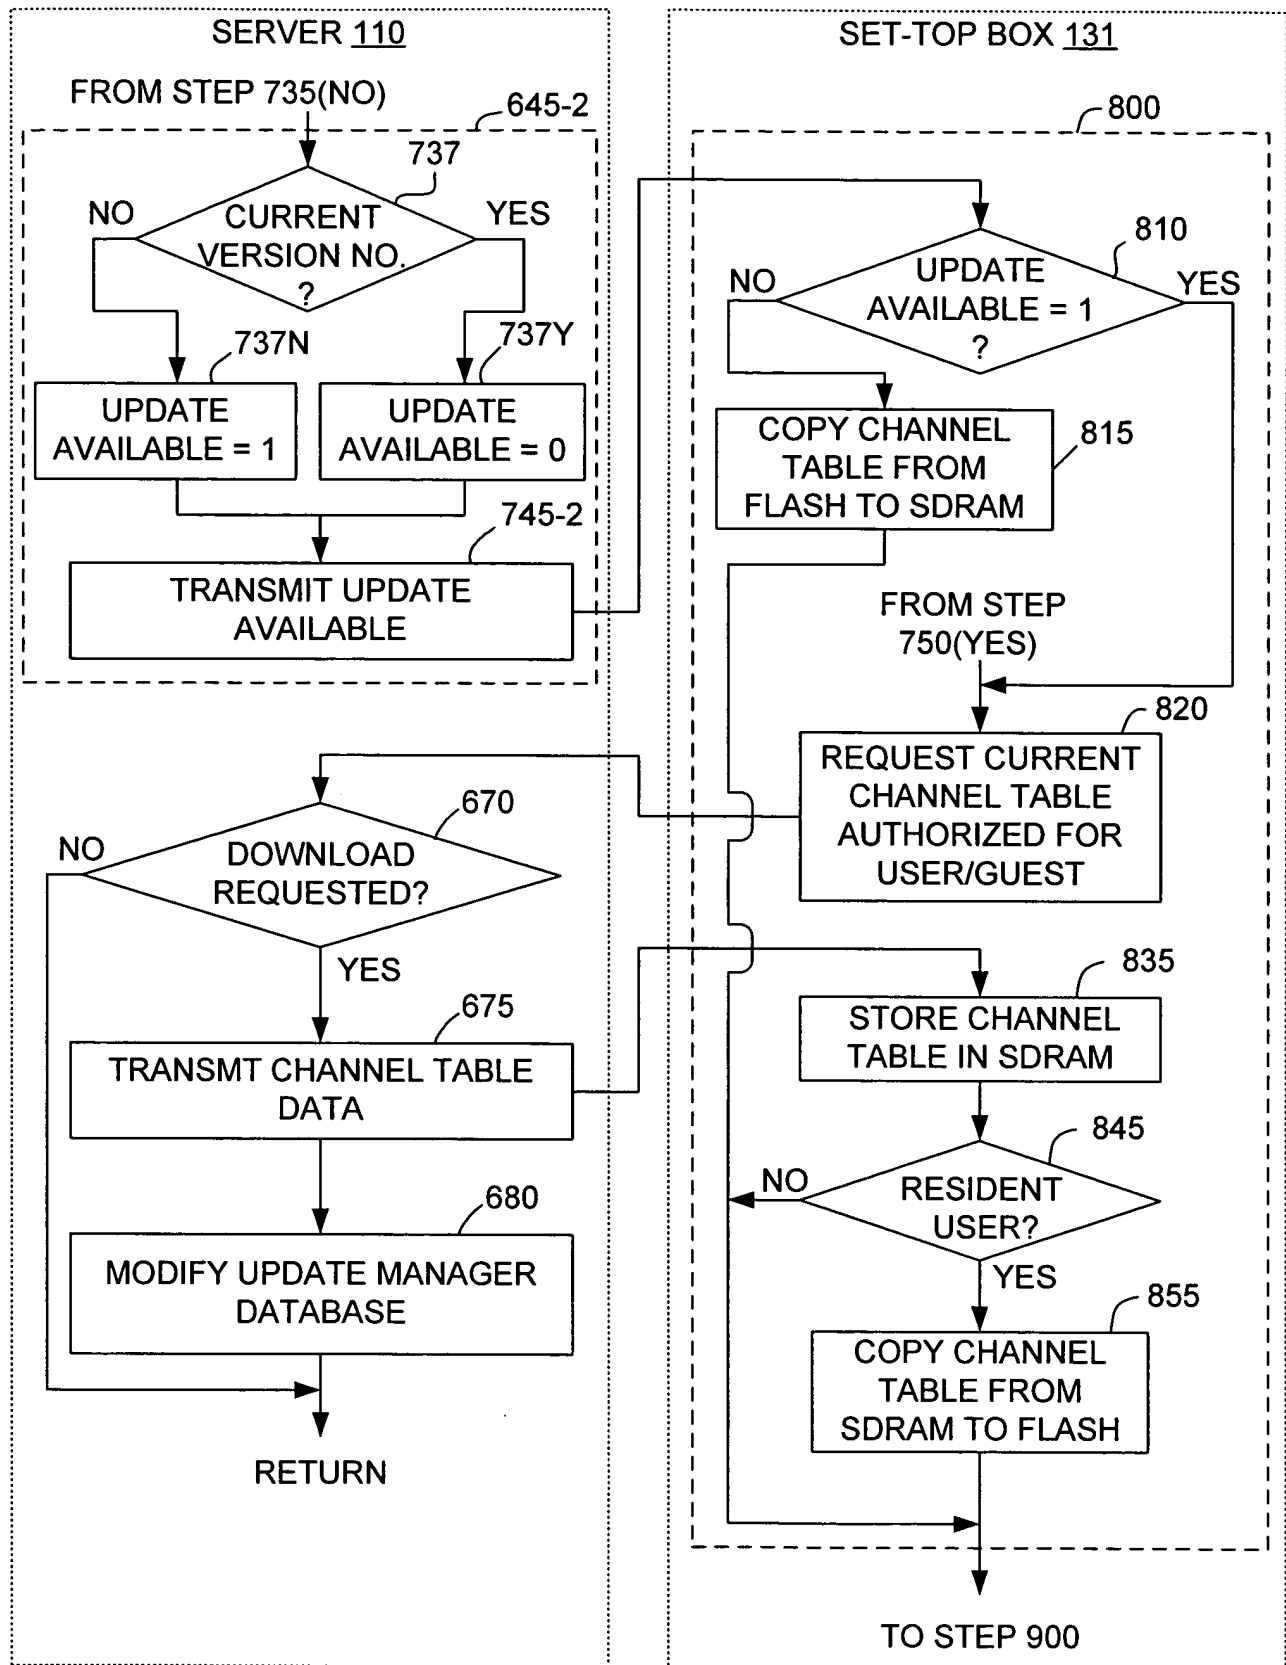 SERVER 110
FROM STEP 735(NO)
645-2
737
NO
YES
CURRENT
VERSION NO.
?
737N
737Y
UPDATE
AVAILABLE = 1
UPDATE
AVAILABLE = 0
745-2
TRANSMIT UPDATE
AVAILABLE
670
NO
DOWNLOAD
REQUESTED?
YES
675
TRANSMT CHANNEL TABLE
DATA
680
MODIFY UPDATE MANAGER
DATABASE
RETURN
SET-TOP BOX 131
800
810
NO
YES
UPDATE
AVAILABLE = 1
?
COPY CHANNEL
TABLE FROM
FLASH TO SDRAM
815
FROM STEP
750(YES)
820
REQUEST CURRENT
CHANNEL TABLE
AUTHORIZED FOR
USER/GUEST
835
STORE CHANNEL
TABLE IN SDRAM
845
NO
RESIDENT
USER?
YES
855
COPY CHANNEL
TABLE FROM
SDRAM TO FLASH
TO STEP 900